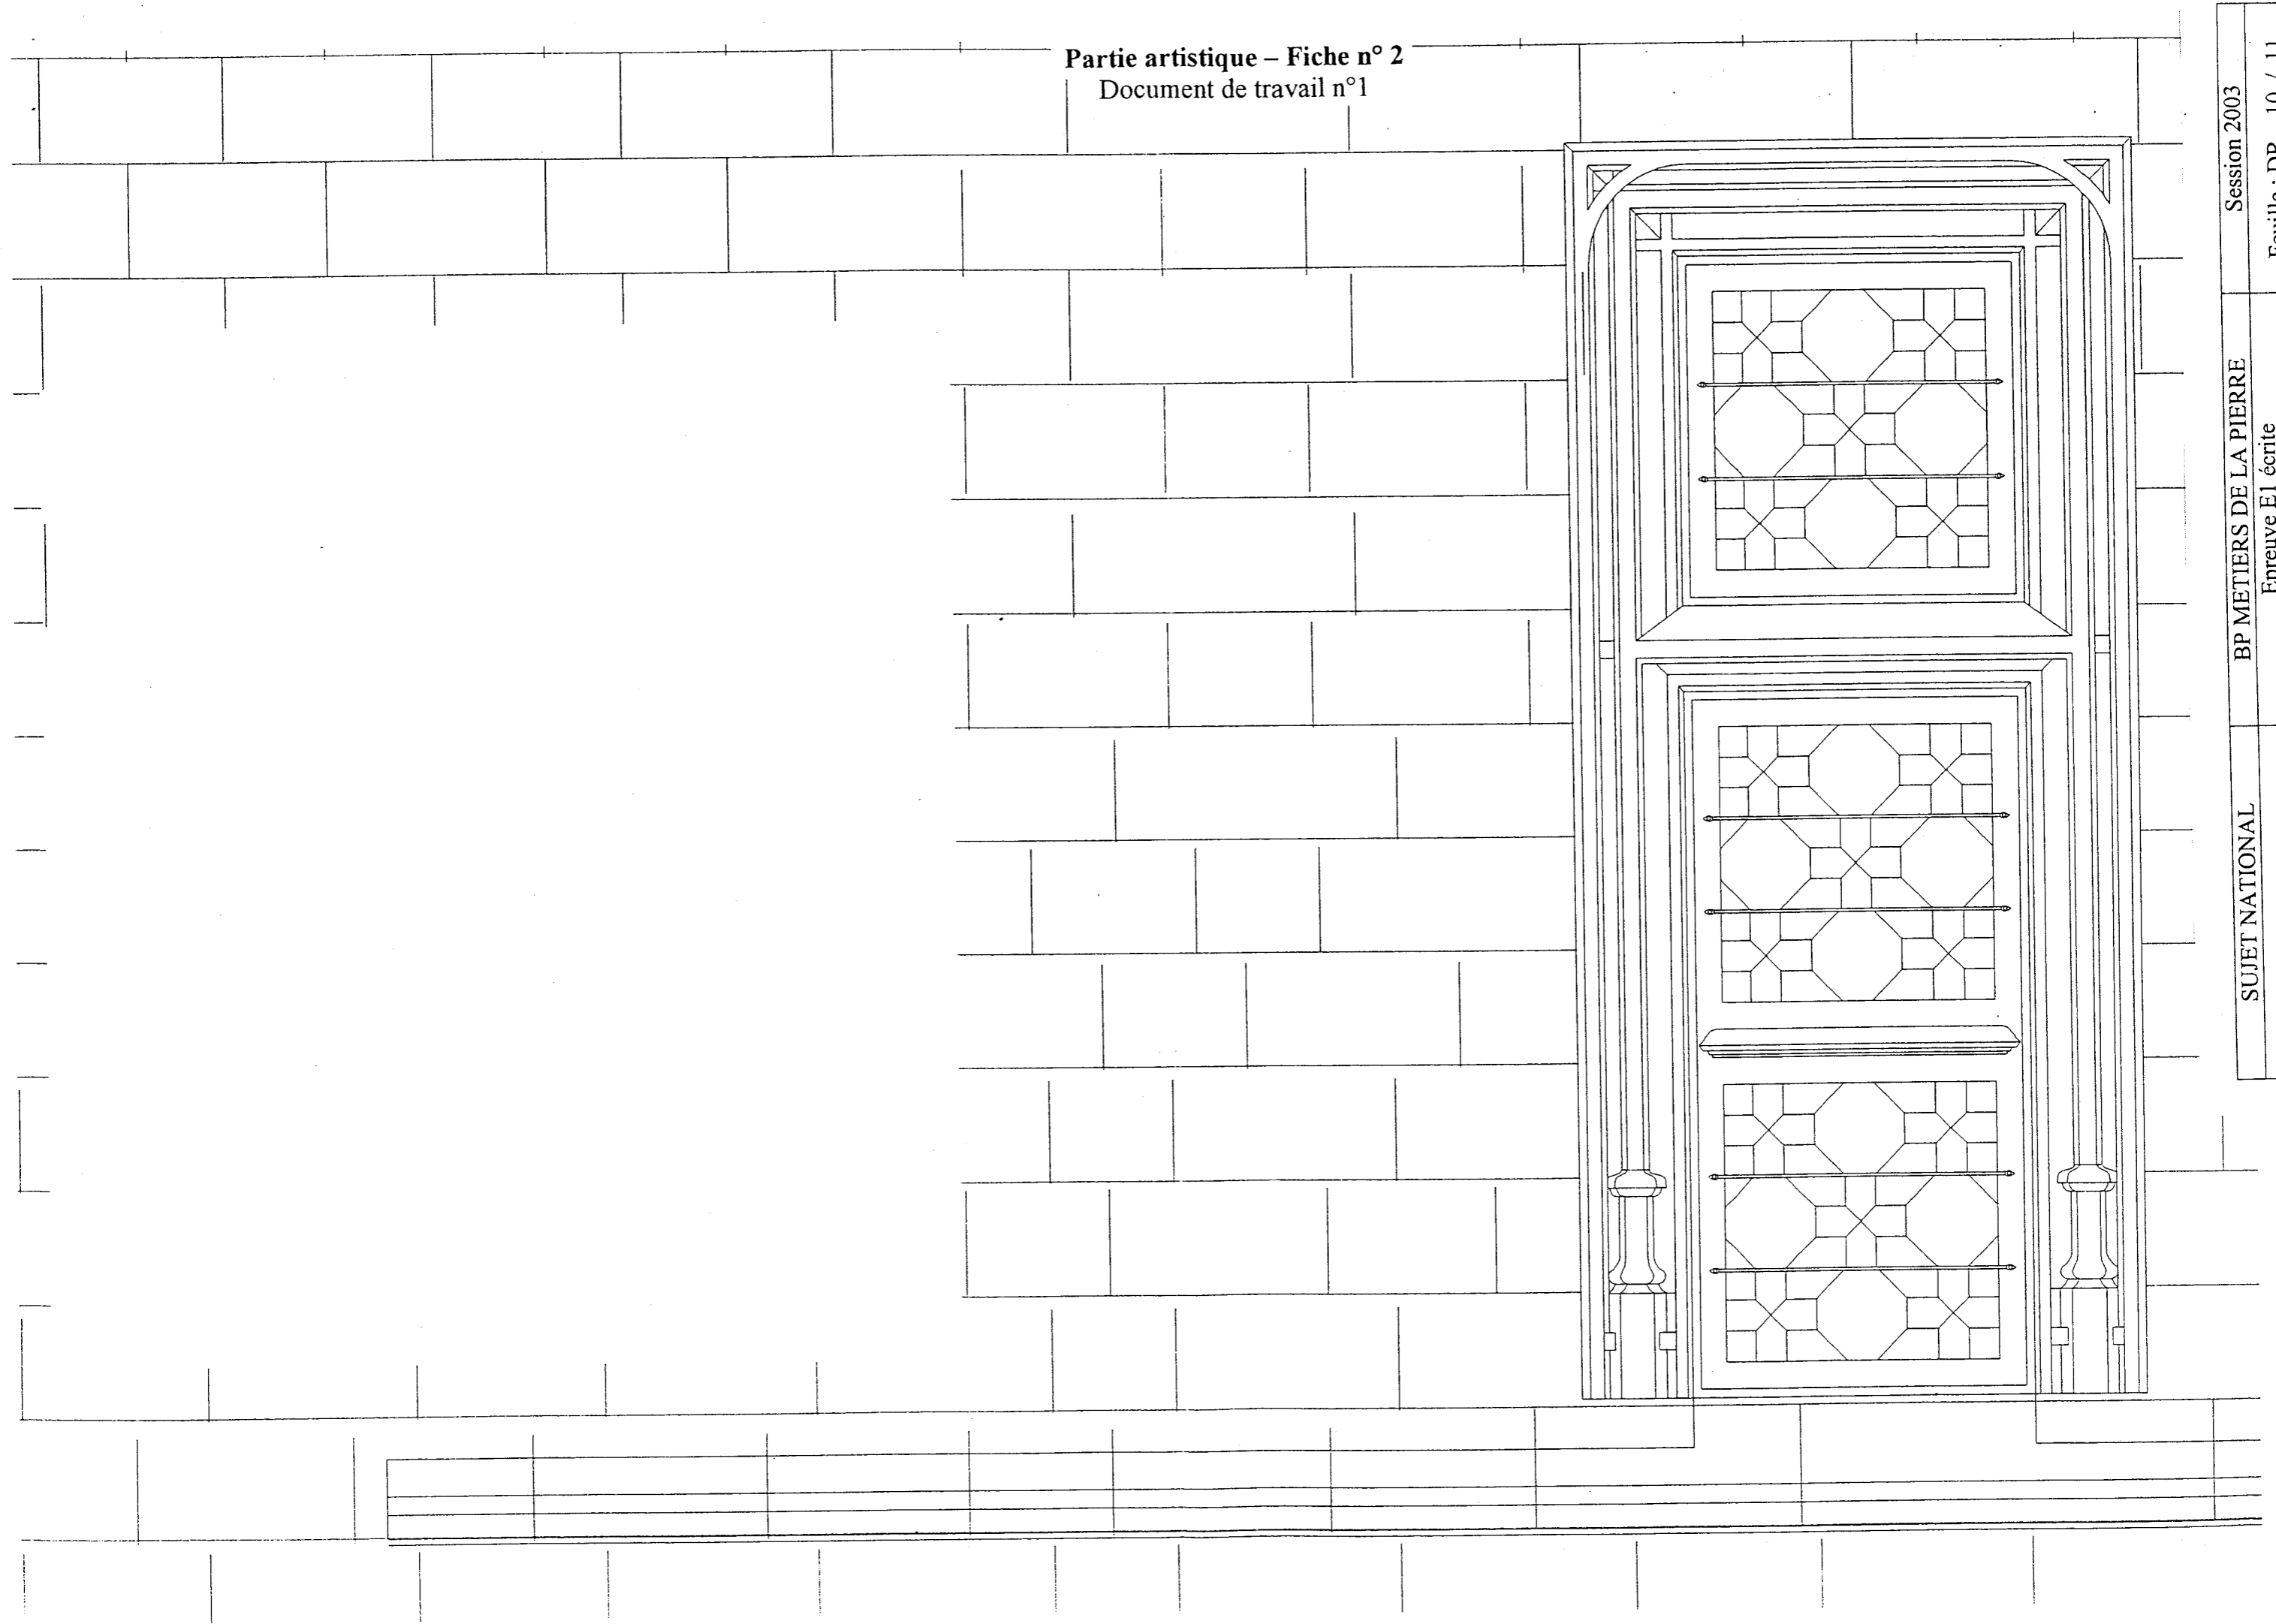 Partie artistique – Fiche n° 2
Document de travail n°1
Session 2003
BP METIERS DE LA PIERRE
Epreuve E1 écrite
SUJET NATIONAL